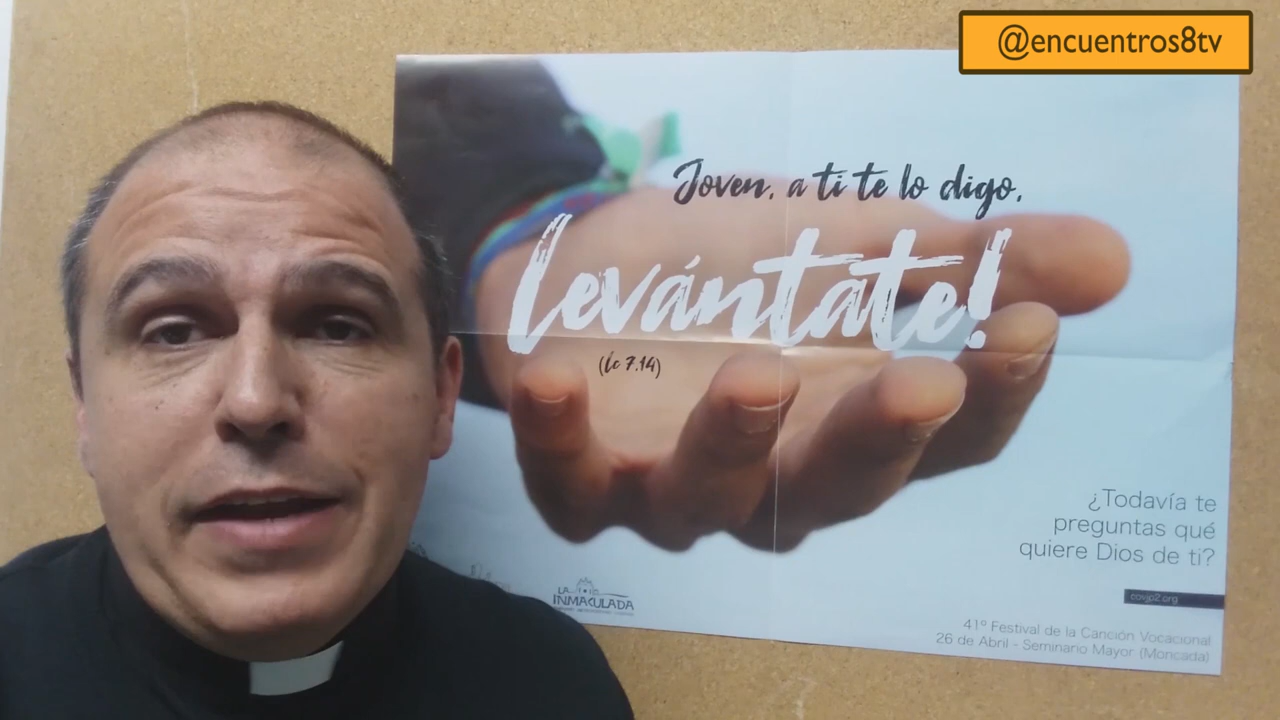 @encuentros8tv
Joven, a ti te lo digo,
levántate!
(Lc 7,14)
¿Todavía te
preguntas qué
quiere Dios de ti?
covjp2.org
LA
INMACULADA
41º Festival de la Canción Vocacional
26 de Abril - Seminario Mayor (Moncada)